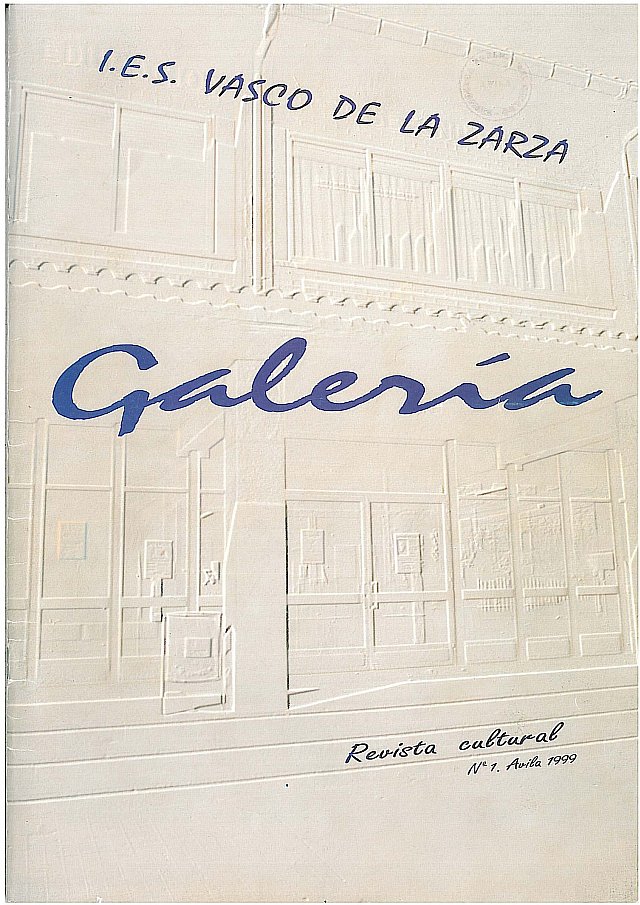 I.E.S. VASCO DE LA ZARZA
Galería
Revista cultural
Nº 1. Avila 1999